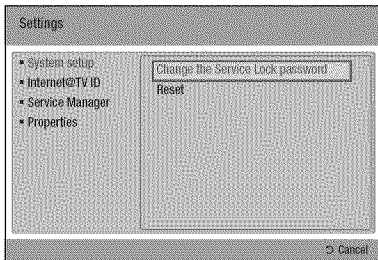 Settings
▪ System setup
▪ Internet@TV ID
▪ Service Manager
▪ Properties
Change the Service Lock password
Reset
⮌ Cancel